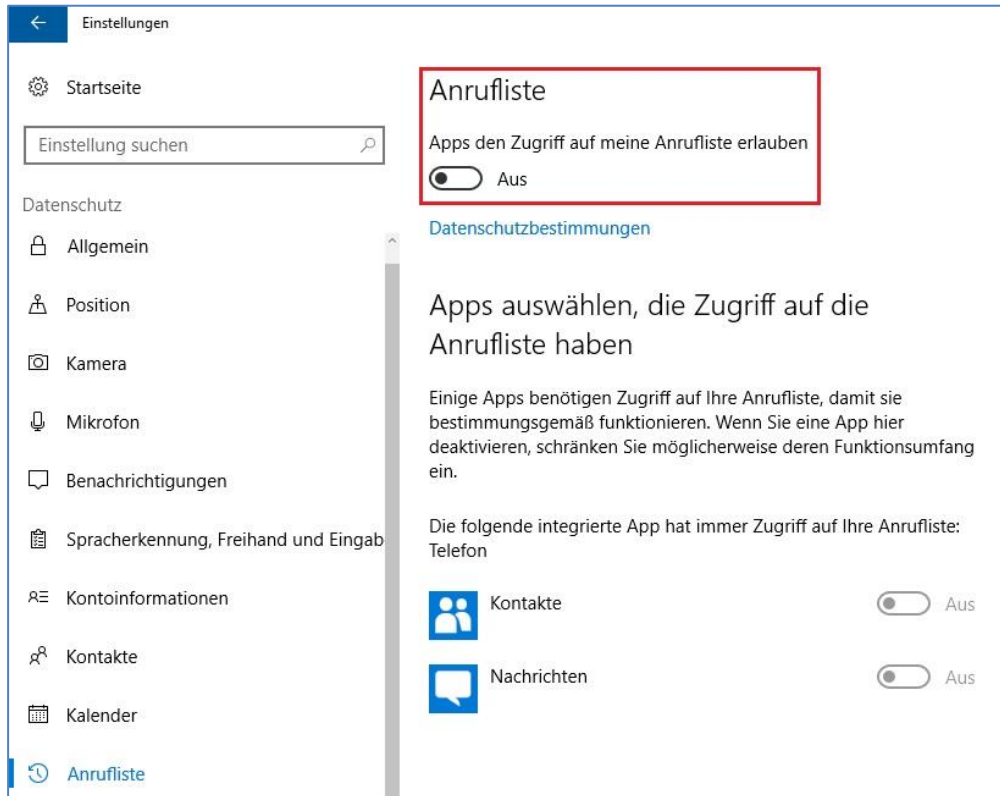 Einstellungen
Startseite
Einstellung suchen
Datenschutz
Allgemein
Position
Kamera
Mikrofon
Benachrichtigungen
Spracherkennung, Freihand und Eingab
Kontoinformationen
Kontakte
Kalender
Anrufliste
Anrufliste
Apps den Zugriff auf meine Anrufliste erlauben
Aus
Datenschutzbestimmungen
Apps auswählen, die Zugriff auf die
Anrufliste haben
Einige Apps benötigen Zugriff auf Ihre Anrufliste, damit sie
bestimmungsgemäß funktionieren. Wenn Sie eine App hier
deaktivieren, schränken Sie möglicherweise deren Funktionsumfang
ein.
Die folgende integrierte App hat immer Zugriff auf Ihre Anrufliste:
Telefon
Kontakte Aus
Nachrichten Aus